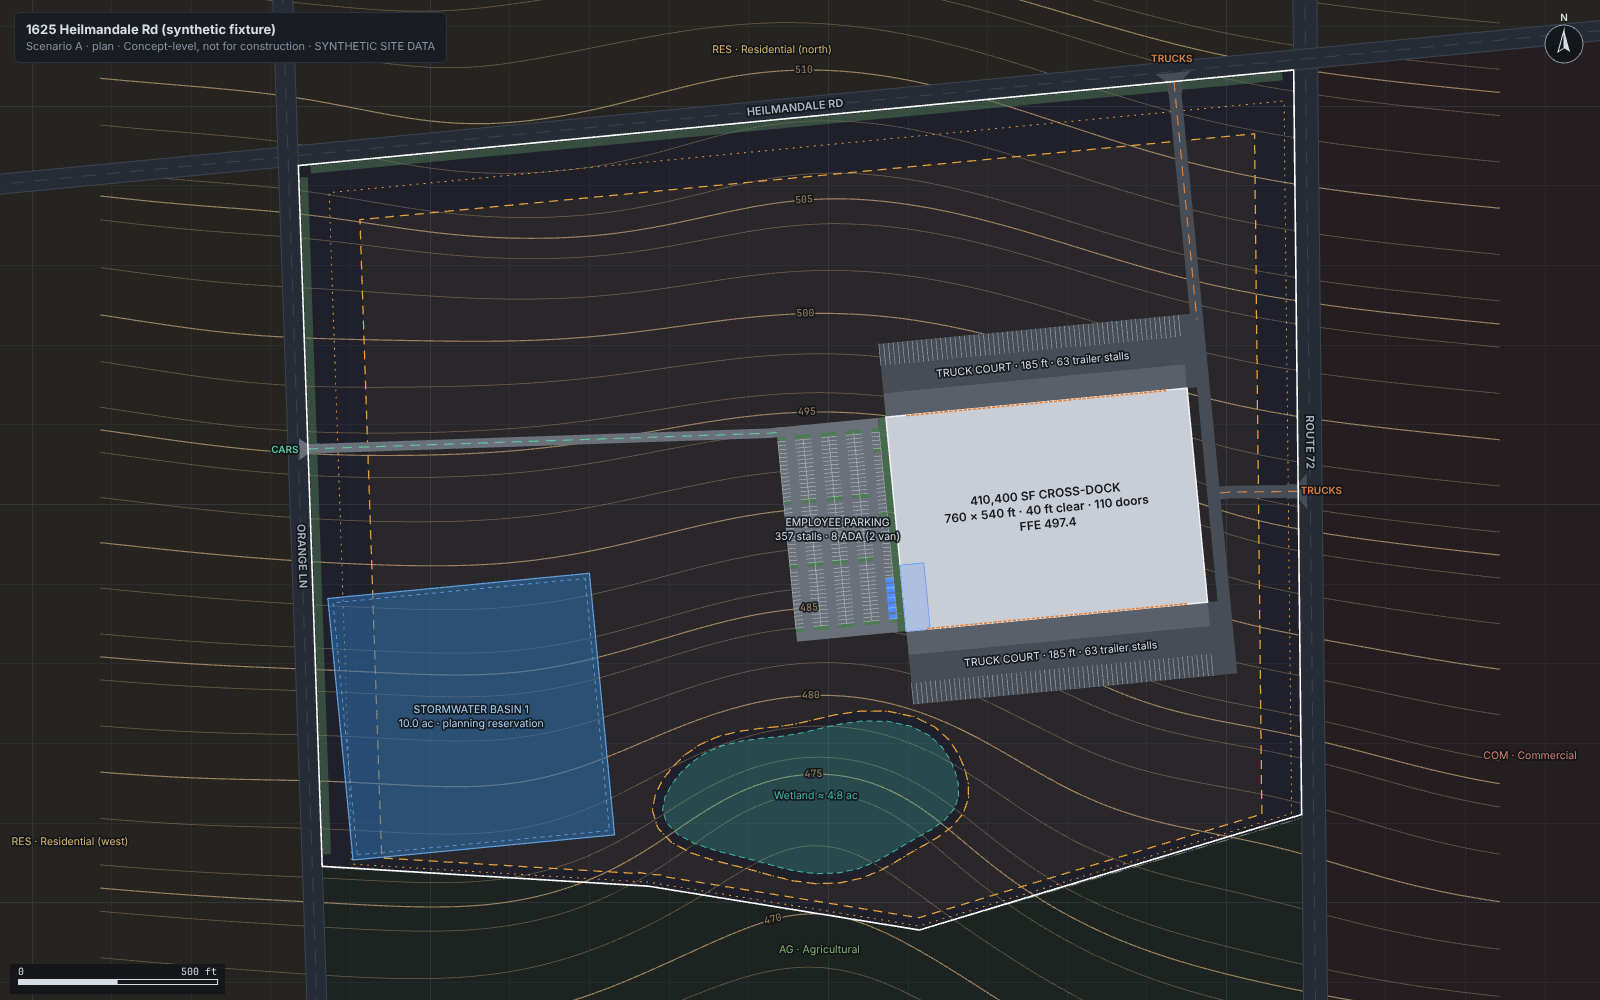 1625 Heilmandale Rd (synthetic fixture)
Scenario A · plan · Concept-level, not for construction · SYNTHETIC SITE DATA
N
RES · Residential (north)
TRUCKS
510
HEILMANDALE RD
505
500
TRUCK COURT · 185 ft · 63 trailer stalls
495
CARS
ROUTE 72
410,400 SF CROSS-DOCK
760 × 540 ft · 40 ft clear · 110 doors
FFE 497.4
TRUCKS
EMPLOYEE PARKING
357 stalls · 8 ADA (2 van)
ORANGE LN
485
TRUCK COURT · 185 ft · 63 trailer stalls
480
STORMWATER BASIN 1
10.0 ac · planning reservation
COM · Commercial
475
Wetland ≈ 4.8 ac
RES · Residential (west)
470
AG · Agricultural
0 500 ft